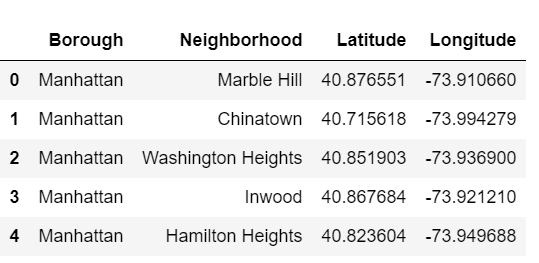 Borough Neighborhood Latitude Longitude
0 Manhattan Marble Hill 40.876551 -73.910660
1 Manhattan Chinatown 40.715618 -73.994279
2 Manhattan Washington Heights 40.851903 -73.936900
3 Manhattan Inwood 40.867684 -73.921210
4 Manhattan Hamilton Heights 40.823604 -73.949688